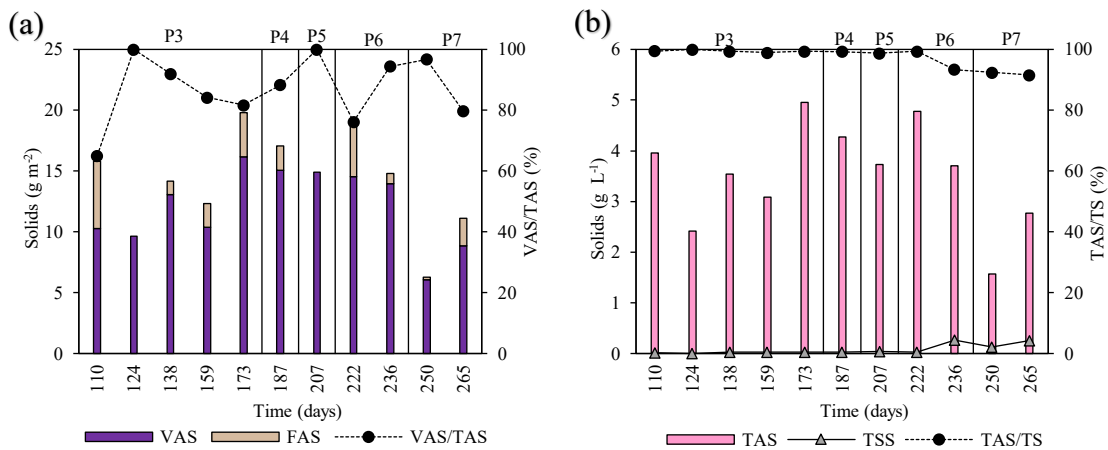 (a)
P3 P4 P5 P6 P7
25
20
15
10
5
0
Solids (g m-2)
100
80
60
40
20
0
VAS/TAS (%)
110 124 138 159 173 187 207 222 236 250 265
Time (days)
VAS FAS VAS/TAS
(b)
P3 P4 P5 P6 P7
6
5
4
3
2
1
0
Solids (g L-1)
100
80
60
40
20
0
TAS/TS (%)
110 124 138 159 173 187 207 222 236 250 265
Time (days)
TAS TSS TAS/TS